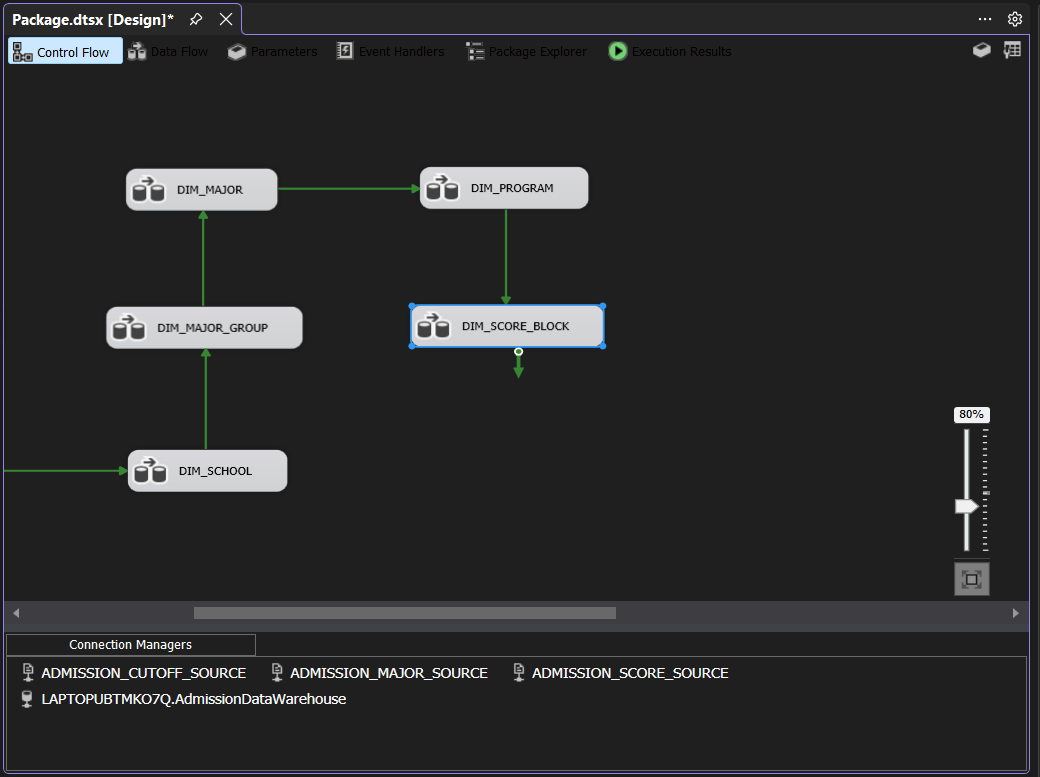 Package.dtsx [Design]*
Control Flow Data Flow Parameters Event Handlers Package Explorer Execution Results
DIM_MAJOR DIM_PROGRAM
DIM_MAJOR_GROUP DIM_SCORE_BLOCK
80%
DIM_SCHOOL
Connection Managers
ADMISSION_CUTOFF_SOURCE ADMISSION_MAJOR_SOURCE ADMISSION_SCORE_SOURCE
LAPTOPUBTMKO7Q.AdmissionDataWarehouse